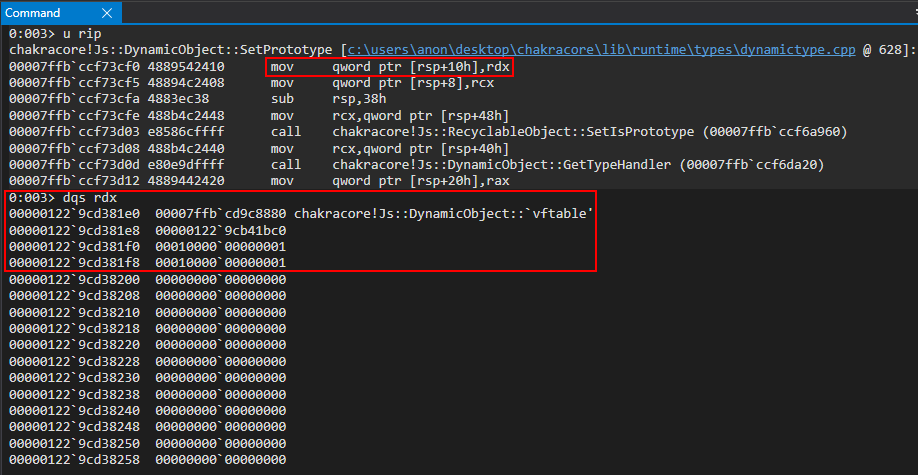 Command
0:003> u rip
chakracore!Js::DynamicObject::SetPrototype [c:\users\anon\desktop\chakracore\lib\runtime\types\dynamictype.cpp @ 628]:
00007ffb`ccf73cf0 4889542410 mov qword ptr [rsp+10h],rdx
00007ffb`ccf73cf5 48894c2408 mov qword ptr [rsp+8],rcx
00007ffb`ccf73cfa 4883ec38 sub rsp,38h
00007ffb`ccf73cfe 488b4c2448 mov rcx,qword ptr [rsp+48h]
00007ffb`ccf73d03 e8586cffff call chakracore!Js::RecyclableObject::SetIsPrototype (00007ffb`ccf6a960)
00007ffb`ccf73d08 488b4c2440 mov rcx,qword ptr [rsp+40h]
00007ffb`ccf73d0d e80e9dffff call chakracore!Js::DynamicObject::GetTypeHandler (00007ffb`ccf6da20)
00007ffb`ccf73d12 4889442420 mov qword ptr [rsp+20h],rax
0:003> dqs rdx
00000122`9cd381e0 00007ffb`cd9c8880 chakracore!Js::DynamicObject::`vftable'
00000122`9cd381e8 00000122`9cb41bc0
00000122`9cd381f0 00010000`00000001
00000122`9cd381f8 00010000`00000001
00000122`9cd38200 00000000`00000000
00000122`9cd38208 00000000`00000000
00000122`9cd38210 00000000`00000000
00000122`9cd38218 00000000`00000000
00000122`9cd38220 00000000`00000000
00000122`9cd38228 00000000`00000000
00000122`9cd38230 00000000`00000000
00000122`9cd38238 00000000`00000000
00000122`9cd38240 00000000`00000000
00000122`9cd38248 00000000`00000000
00000122`9cd38250 00000000`00000000
00000122`9cd38258 00000000`00000000